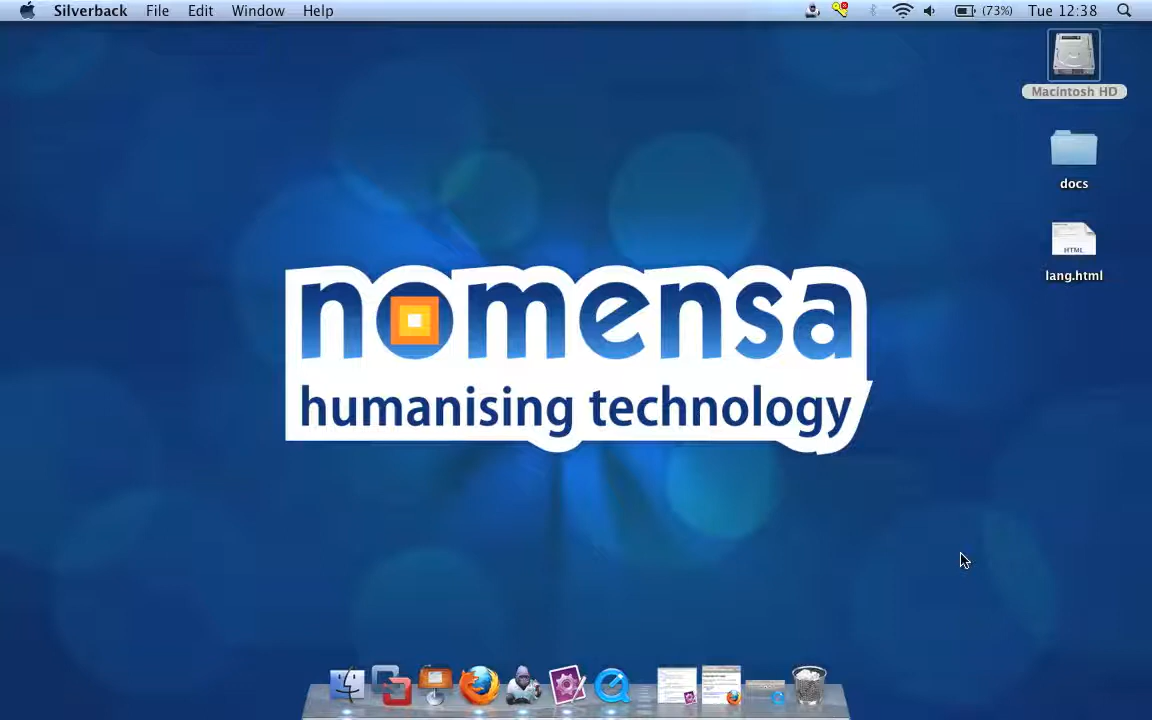 Silverback File Edit Window Help (73%) Tue 12:38
Macintosh HD
docs
HTML
lang.html
nomensa
humanising technology